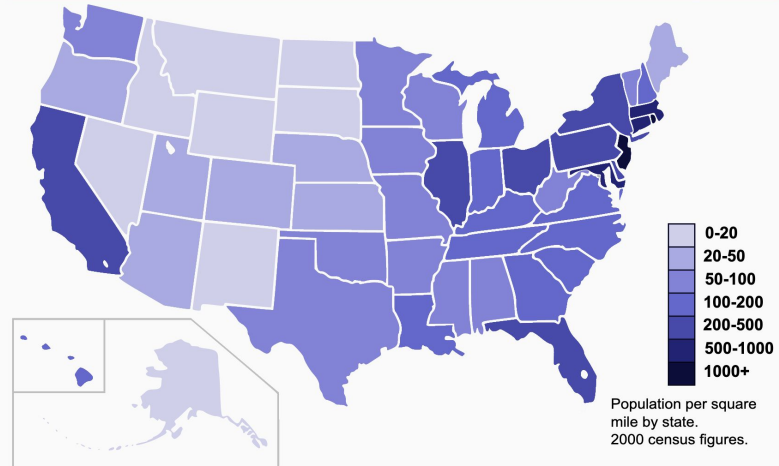 0-20
20-50
50-100
100-200
200-500
500-1000
1000+
Population per square
mile by state.
2000 census figures.